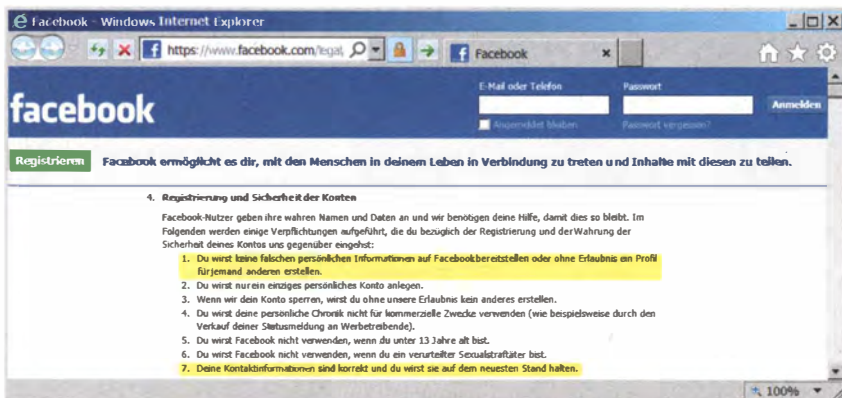 Facebook - Windows Internet Explorer
https://www.facebook.com/legal,
Facebook
facebook
E-Mail oder Telefon
Passwort
Anmelden
Angemeldet bleiben
Passwort vergessen?
Registrieren
Facebook ermöglicht es dir, mit den Menschen in deinem Leben in Verbindung zu treten und Inhalte mit diesen zu teilen.
4. Registrierung und Sicherheit der Konten
Facebook-Nutzer geben ihre wahren Namen und Daten an und wir benötigen deine Hilfe, damit dies so bleibt. Im
Folgenden werden einige Verpflichtungen aufgeführt, die du bezüglich der Registrierung und der Wahrung der
Sicherheit deines Kontos uns gegenüber eingehst:
1. Du wirst keine falschen persönlichen Informationen auf Facebook bereitstellen oder ohne Erlaubnis ein Profil
für jemand anderen erstellen.
2. Du wirst nur ein einziges persönliches Konto anlegen.
3. Wenn wir dein Konto sperren, wirst du ohne unsere Erlaubnis kein anderes erstellen.
4. Du wirst deine persönliche Chronik nicht für kommerzielle Zwecke verwenden (wie beispielsweise durch den
Verkauf deiner Statusmeldung an Werbetreibende).
5. Du wirst Facebook nicht verwenden, wenn du unter 13 Jahre alt bist.
6. Du wirst Facebook nicht verwenden, wenn du ein verurteilter Sexualstraftäter bist.
7. Deine Kontaktinformationen sind korrekt und du wirst sie auf dem neuesten Stand halten.
100%